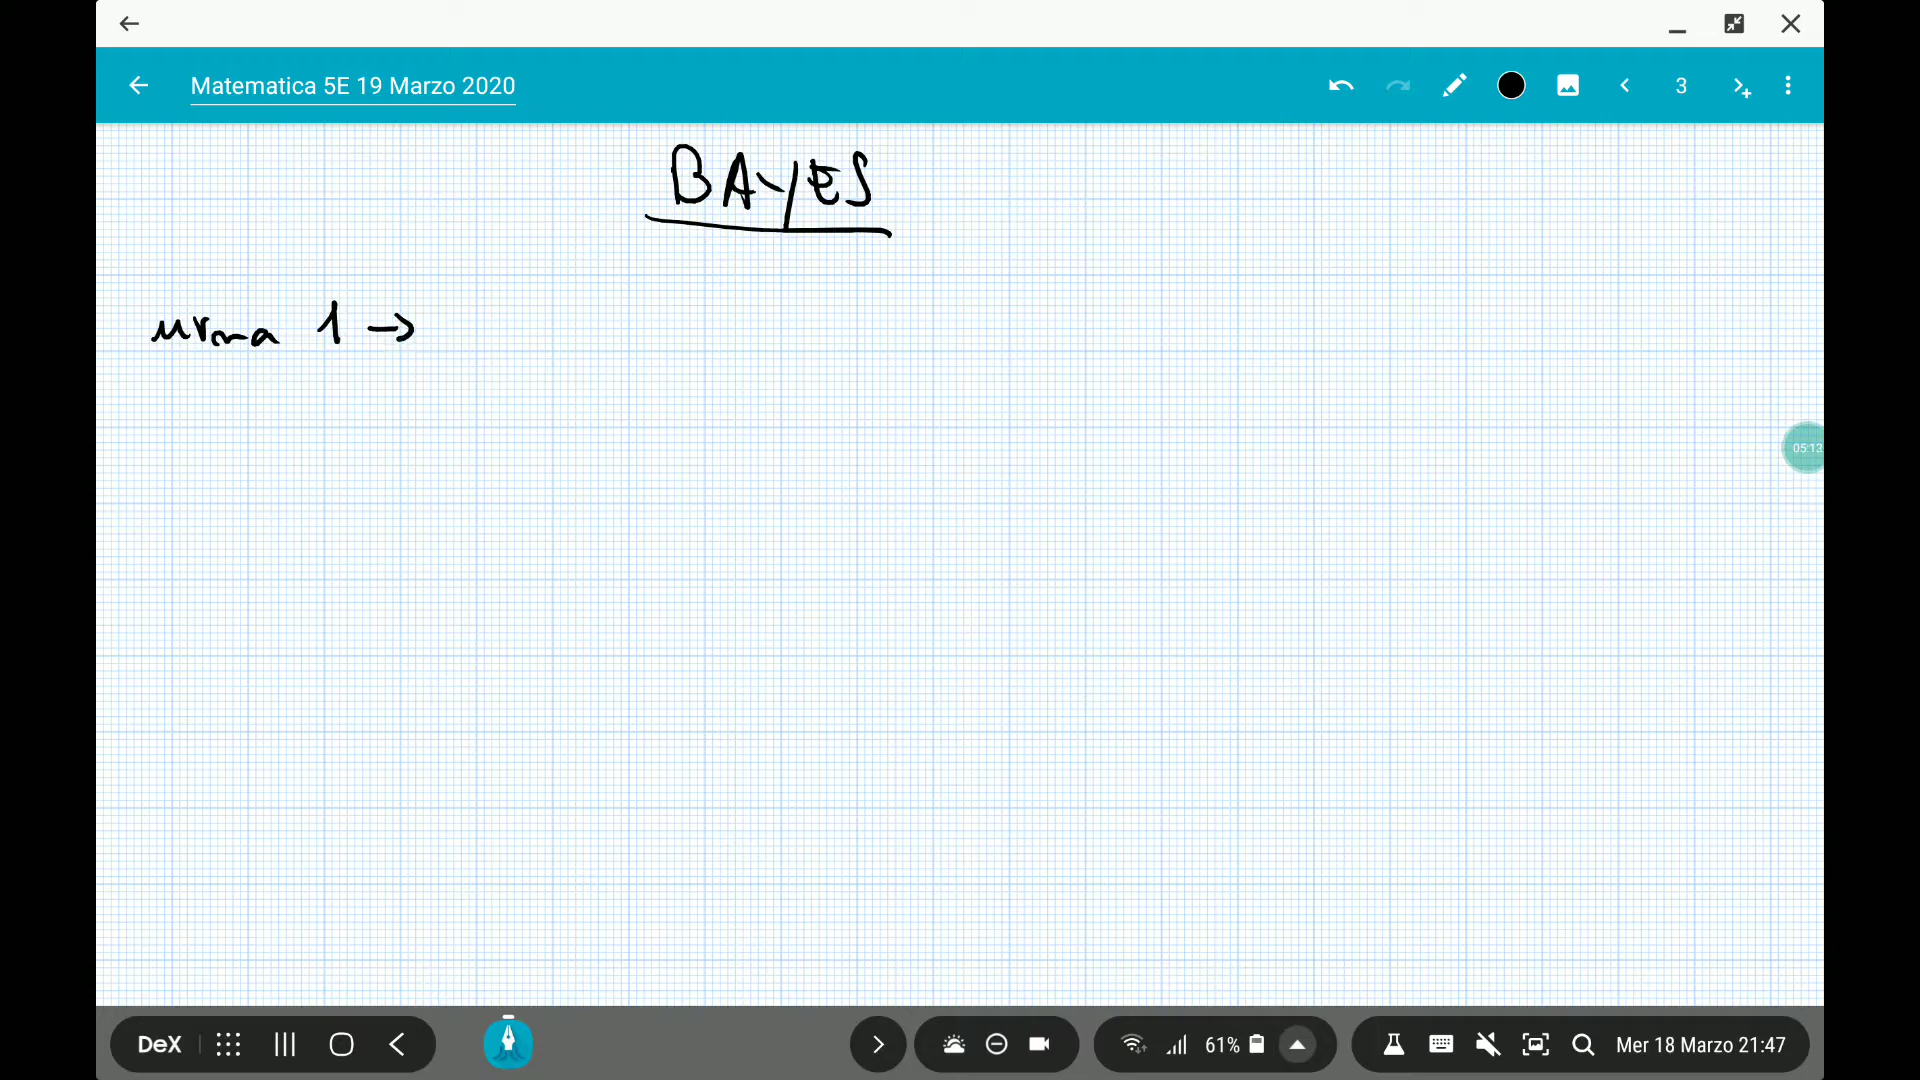 Matematica 5E 19 Marzo 2020
3
BAYES
urna 1 →
05:13
DeX
61%
Mer 18 Marzo 21:47